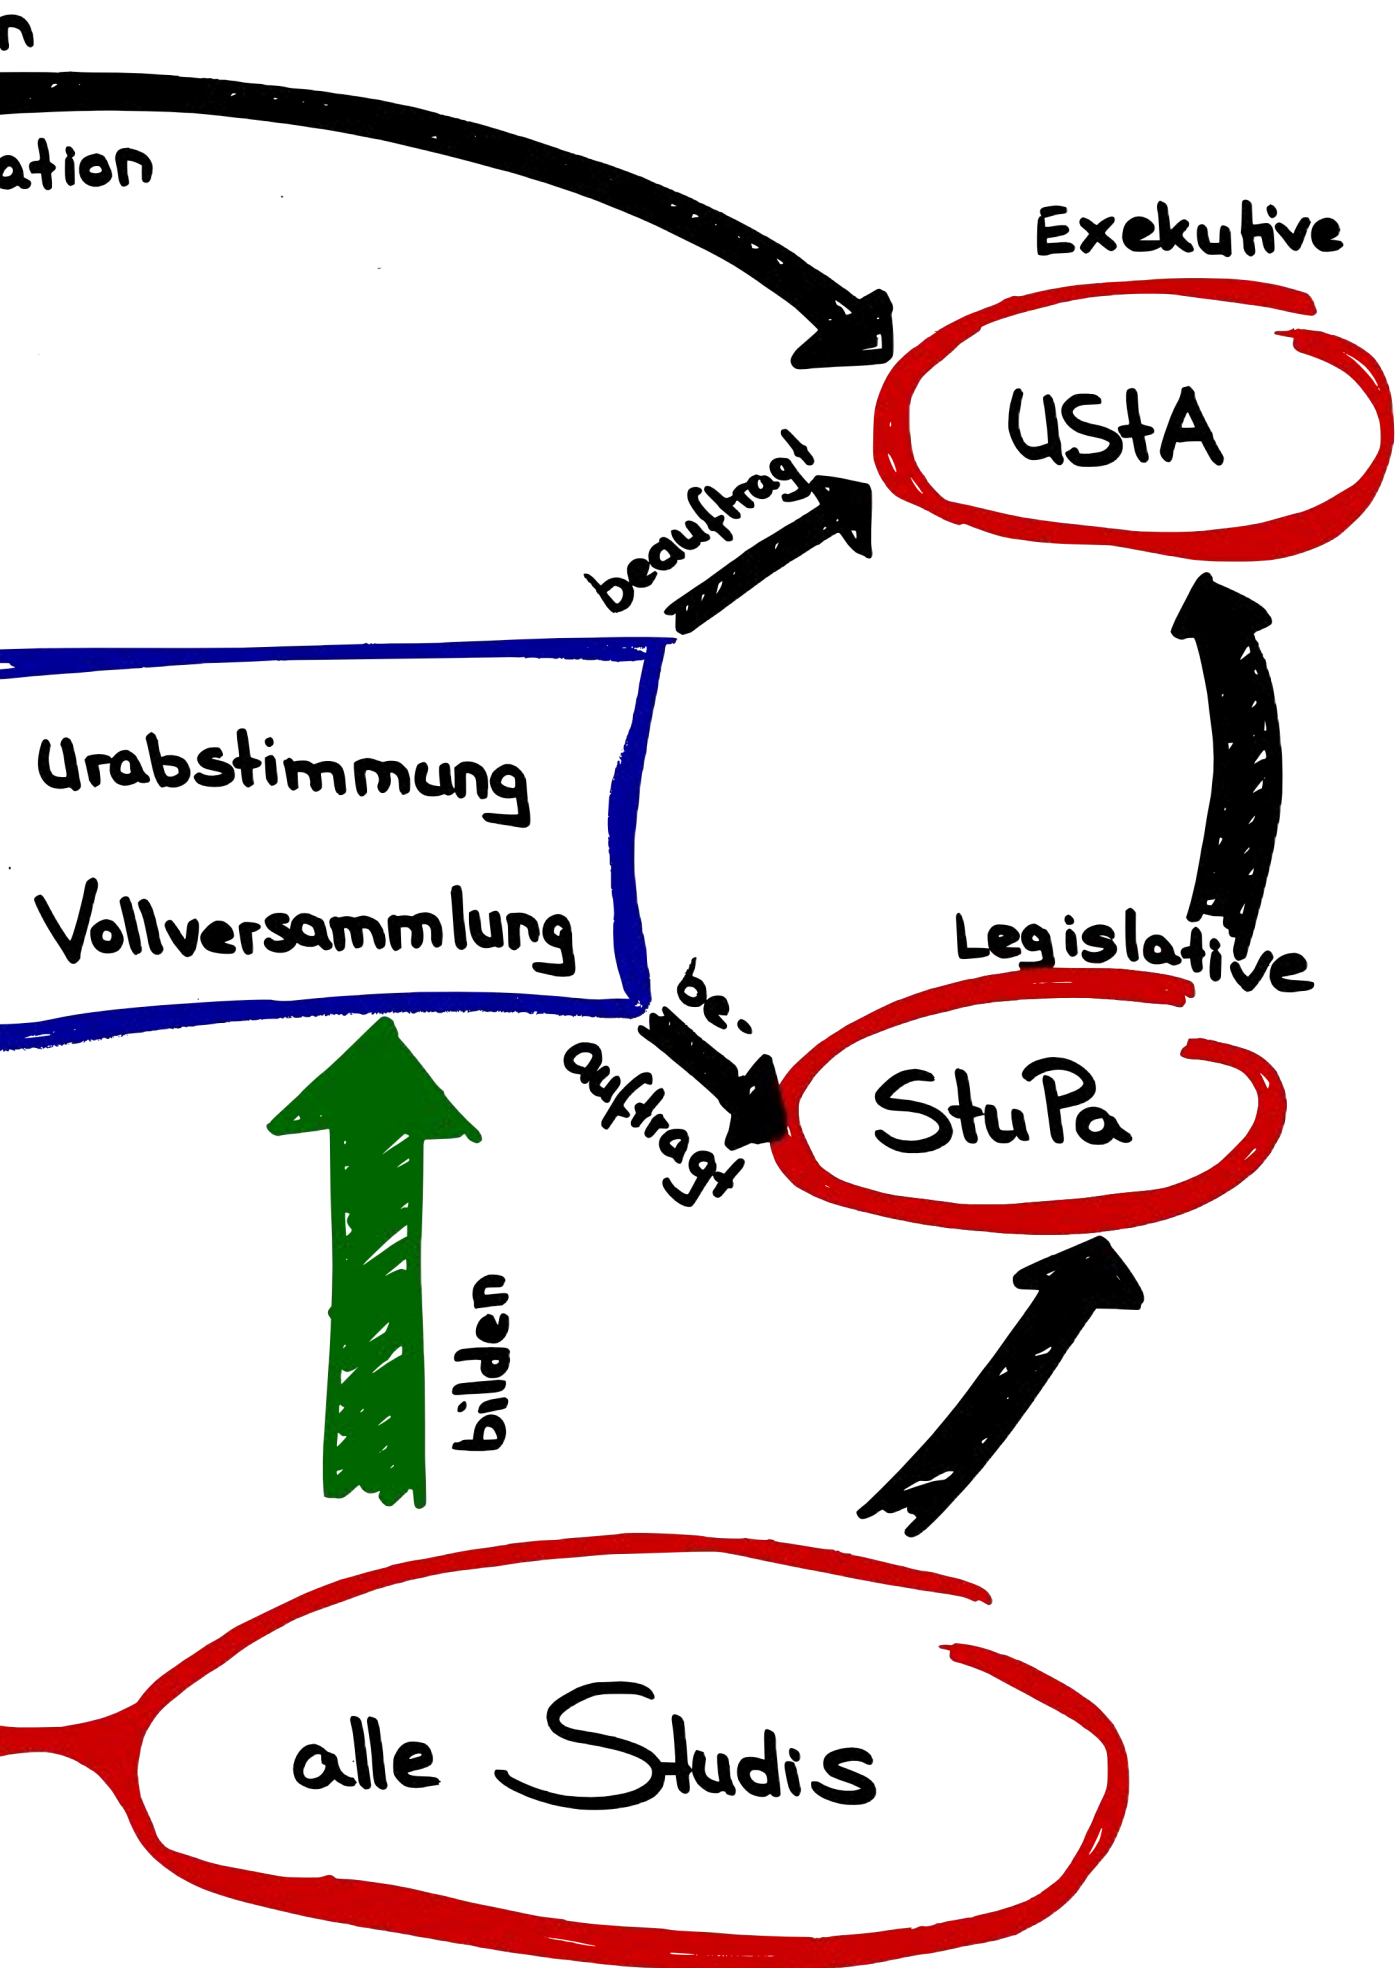 n
ation
Exekutive
UStA
beauftragt
Urabstimmung
Vollversammlung
Legislative
be-
auftragt
StuPa
bilden
alle Studis